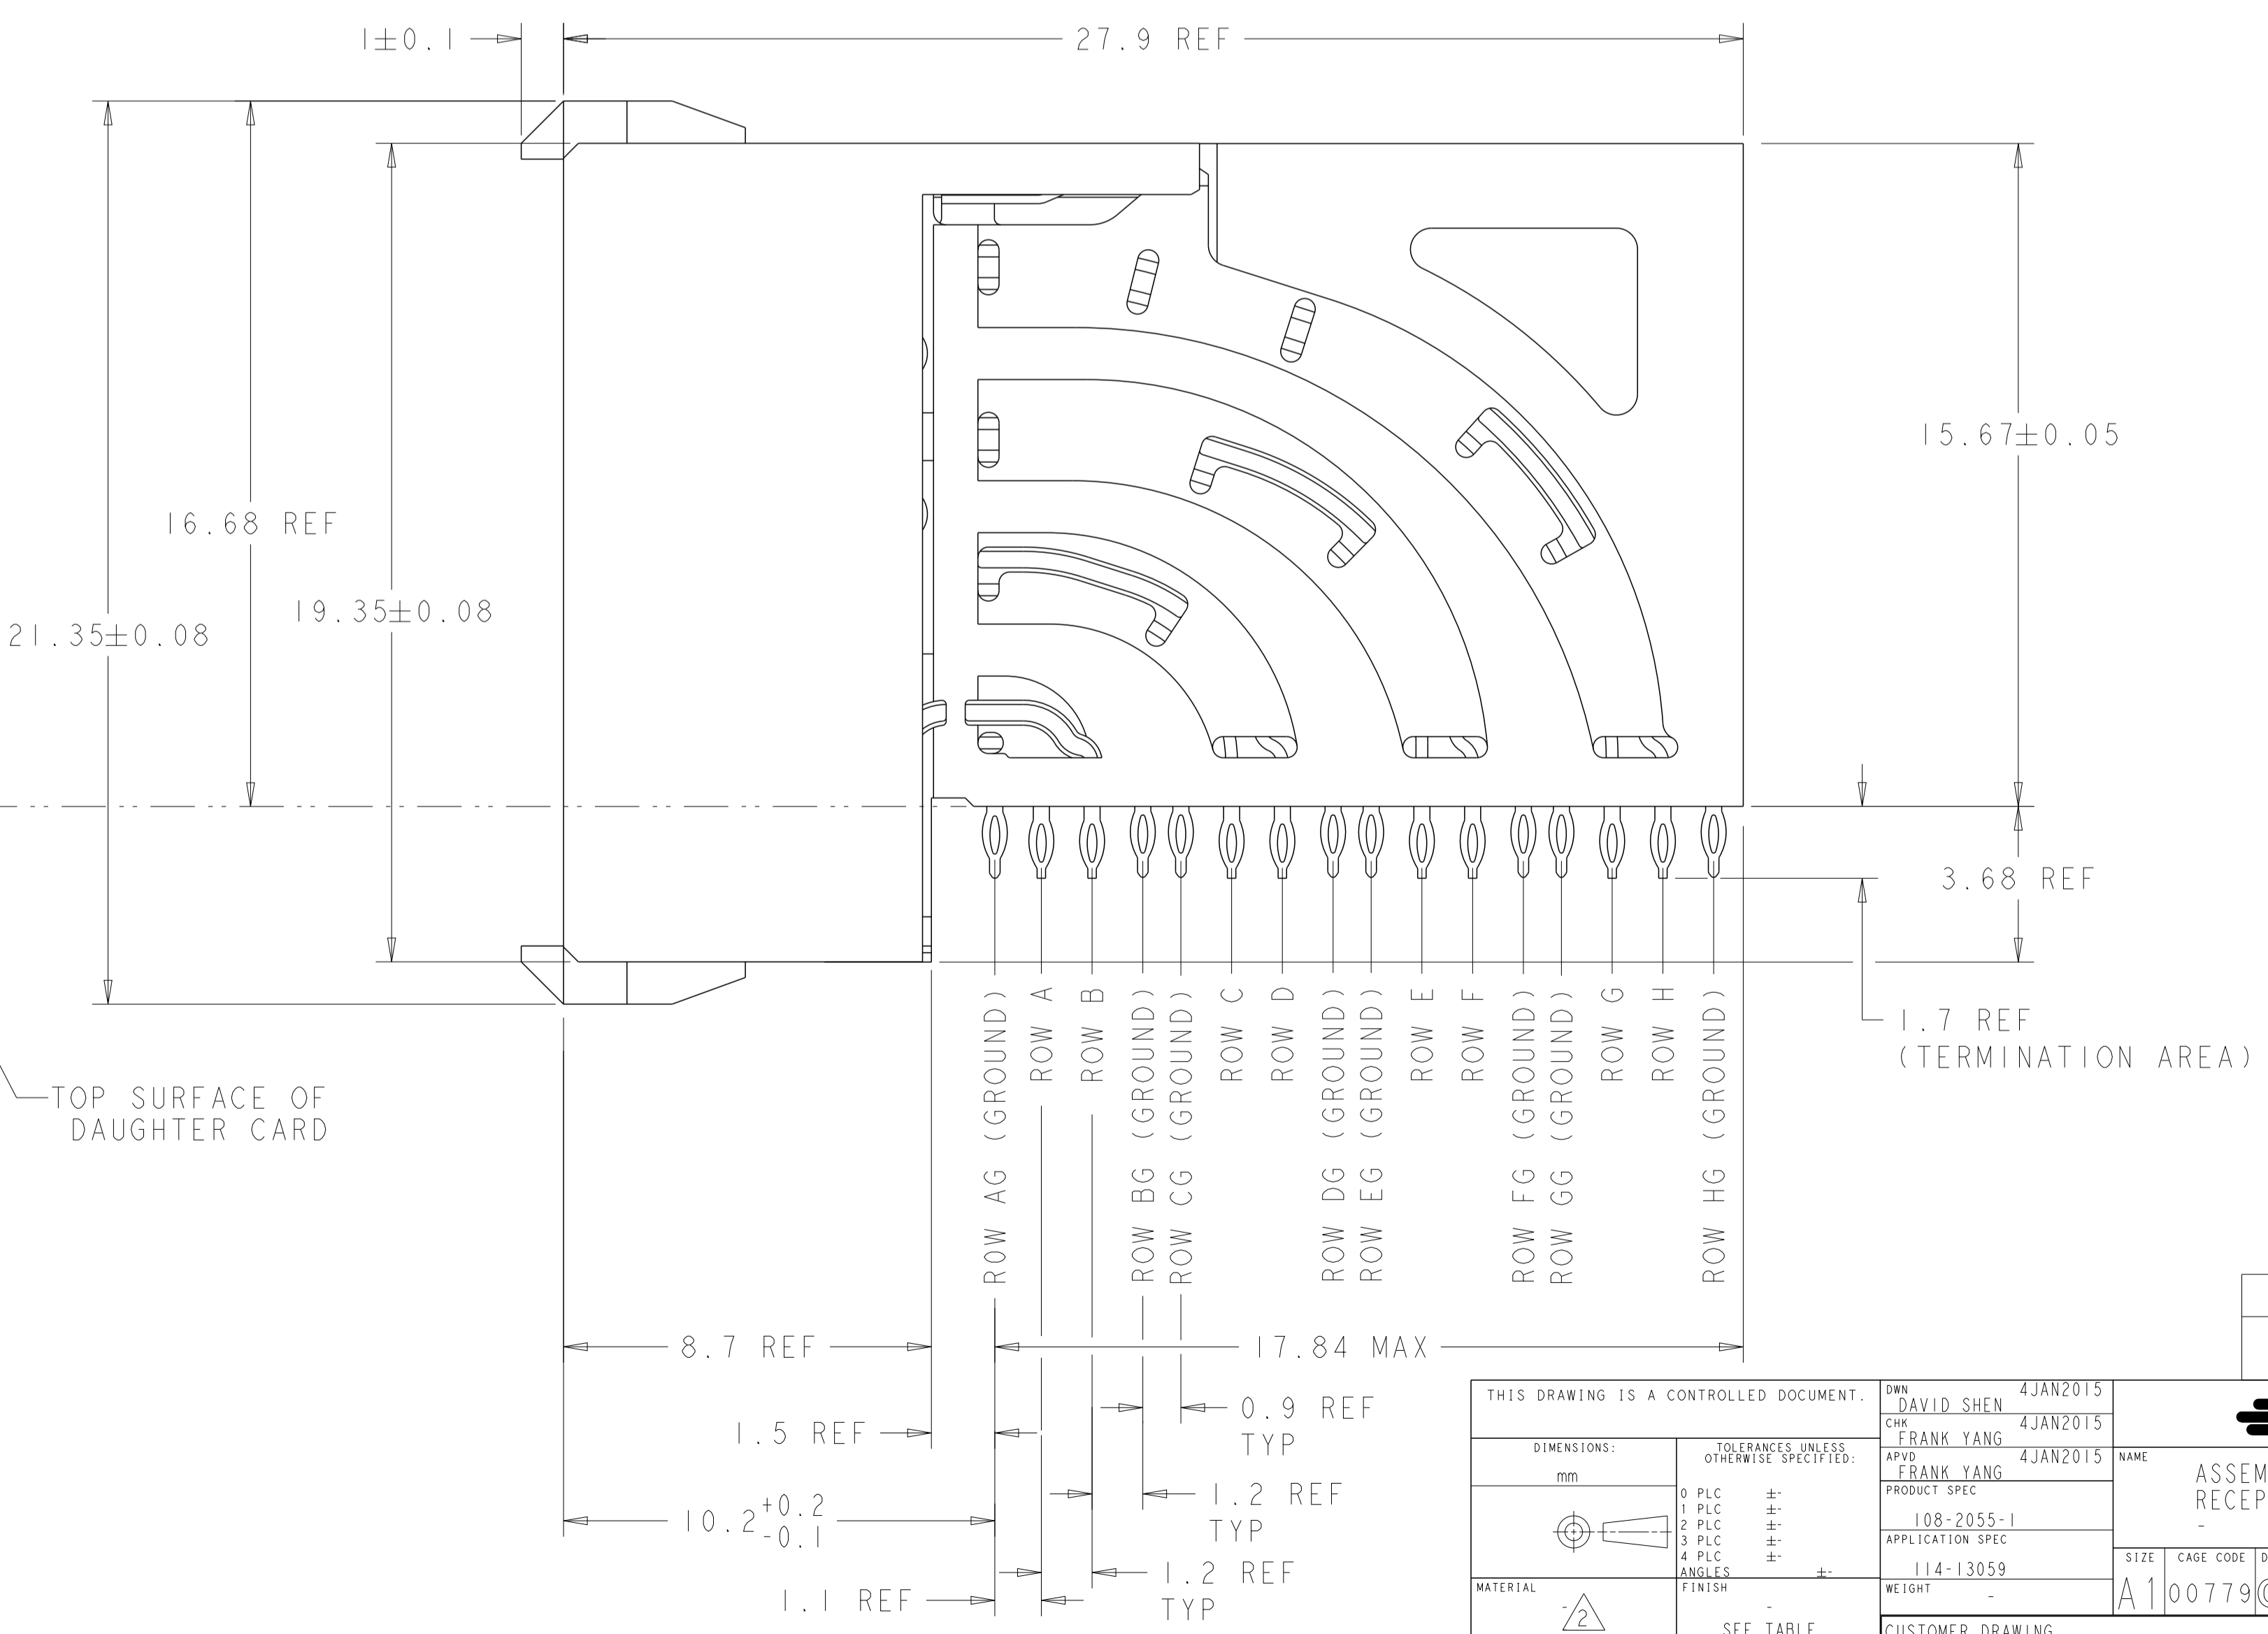 1±0.1
27.9 REF
15.67±0.05
16.68 REF
19.35±0.08
21.35±0.08
3.68 REF
1.7 REF
(TERMINATION AREA)
TOP SURFACE OF
DAUGHTER CARD
ROW AG (GROUND)
ROW A
ROW B
ROW BG (GROUND)
ROW CG (GROUND)
ROW C
ROW D
ROW DG (GROUND)
ROW EG (GROUND)
ROW E
ROW F
ROW FG (GROUND)
ROW GG (GROUND)
ROW G
ROW H
ROW HG (GROUND)
8.7 REF
17.84 MAX
0.9 REF
TYP
1.5 REF
1.2 REF
TYP
10.2 +0.2 -0.1
1.2 REF
TYP
1.1 REF
THIS DRAWING IS A CONTROLLED DOCUMENT.
DIMENSIONS:
mm
TOLERANCES UNLESS
OTHERWISE SPECIFIED:
0 PLC ±-
1 PLC ±-
2 PLC ±-
3 PLC ±-
4 PLC ±-
ANGLES ±-
MATERIAL
- 2
FINISH
-
SEE TABLE
DWN 4JAN2015
DAVID SHEN
CHK 4JAN2015
FRANK YANG
APVD 4JAN2015
FRANK YANG
PRODUCT SPEC
108-2055-1
APPLICATION SPEC
114-13059
WEIGHT -
NAME
ASSEM
RECEP
-
SIZE
A1
CAGE CODE
00779
D
CUSTOMER DRAWING